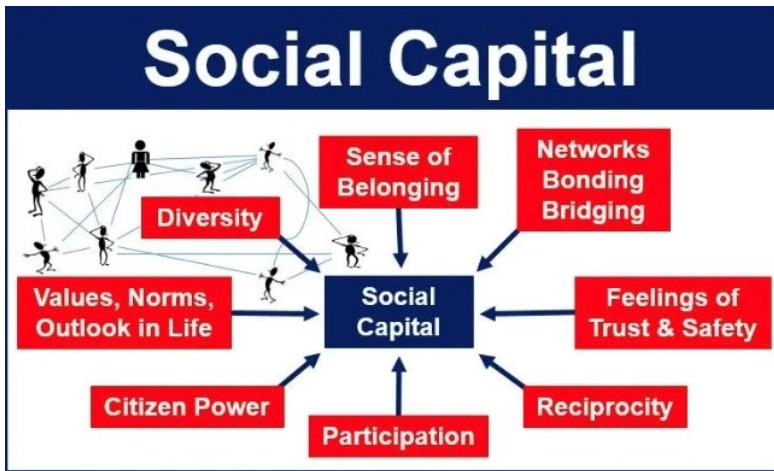 Social Capital
Sense of
Belonging
Networks
Bonding
Bridging
Diversity
Values, Norms,
Outlook in Life
Social
Capital
Feelings of
Trust & Safety
Citizen Power
Participation
Reciprocity